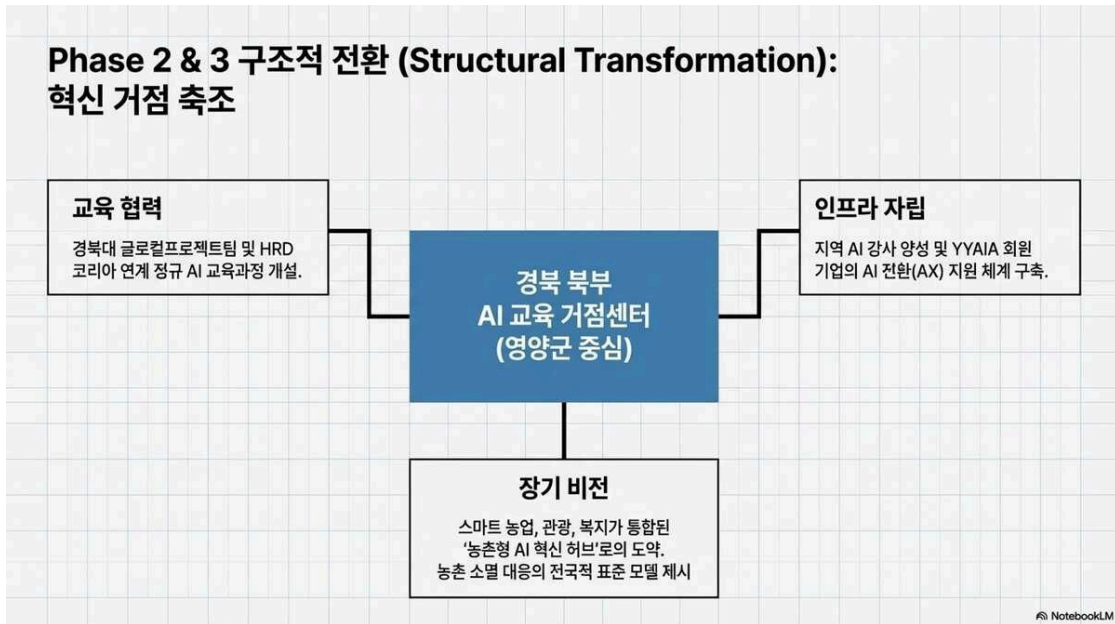 Phase 2 & 3 구조적 전환 (Structural Transformation):
혁신 거점 축조
교육 협력
경북대 글로컬프로젝트팀 및 HRD
코리아 연계 정규 AI 교육과정 개설.
인프라 자립
지역 AI 강사 양성 및 YYAIA 회원
기업의 AI 전환(AX) 지원 체계 구축.
경북 북부
AI 교육 거점센터
(영양군 중심)
장기 비전
스마트 농업, 관광, 복지가 통합된
‘농촌형 AI 혁신 허브’로의 도약.
농촌 소멸 대응의 전국적 표준 모델 제시
NotebookLM